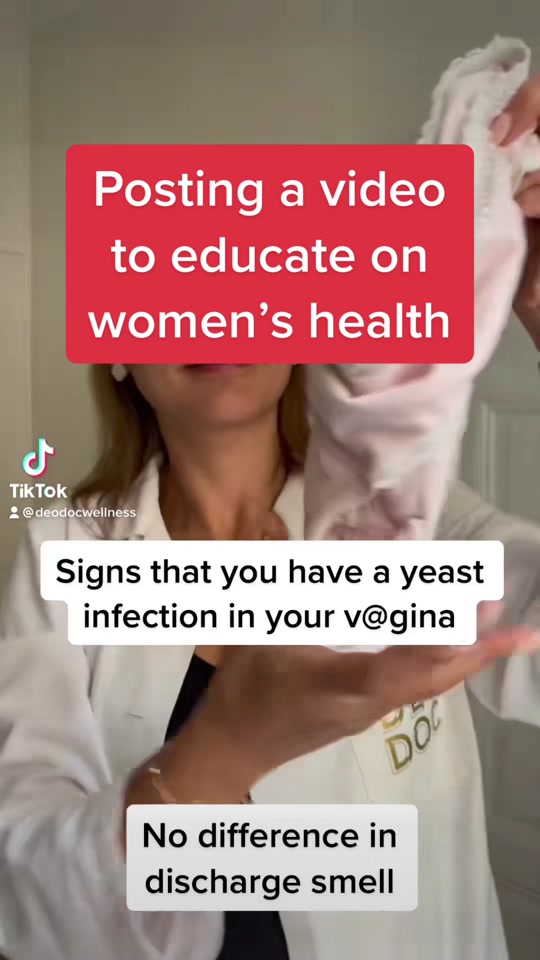 Posting a video
to educate on
women’s health
TikTok
@deodocwellness
Signs that you have a yeast
infection in your v@gina
DOC
No difference in
discharge smell